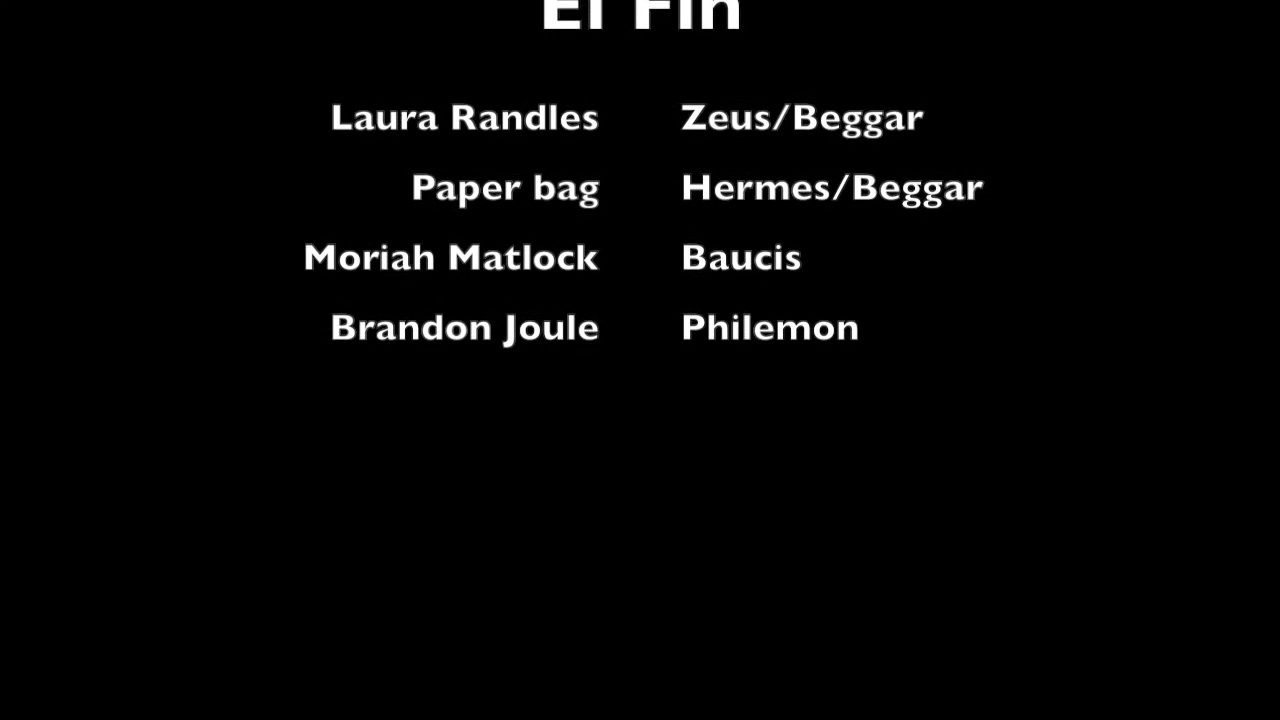 El Fin
Laura Randles Zeus/Beggar
Paper bag Hermes/Beggar
Moriah Matlock Baucis
Brandon Joule Philemon